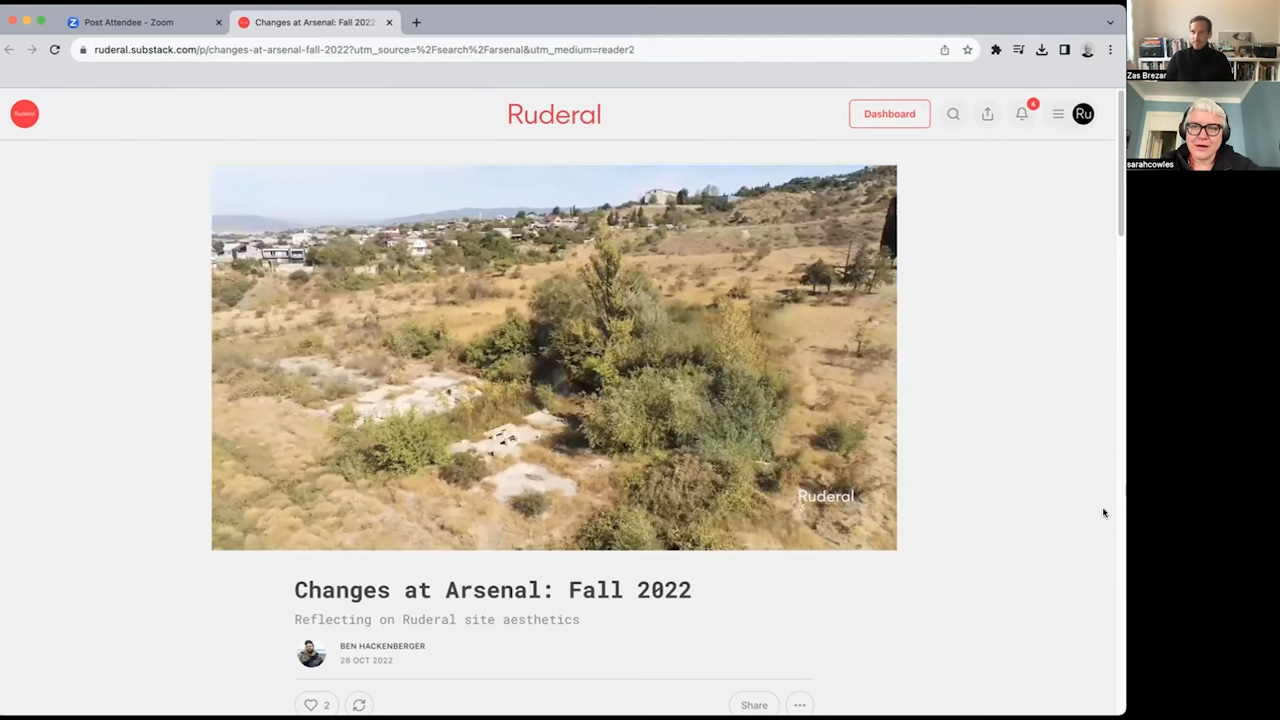 Post Attendee - Zoom
Changes at Arsenal: Fall 2022
ruderal.substack.com/p/changes-at-arsenal-fall-2022?utm_source=%2Fsearch%2Farsenal&utm_medium=reader2
Zas Brezar
Ruderal
Ruderal
Dashboard
6
Ru
sarahcowles
Ruderal
Changes at Arsenal: Fall 2022
Reflecting on Ruderal site aesthetics
BEN HACKENBERGER
28 OCT 2022
2
Share